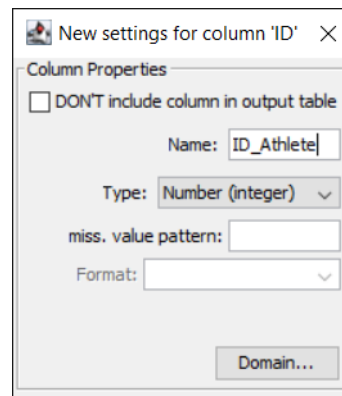 New settings for column 'ID'
Column Properties
DON'T include column in output table
Name: ID_Athlete
Type: Number (integer)
miss. value pattern:
Format:
Domain...